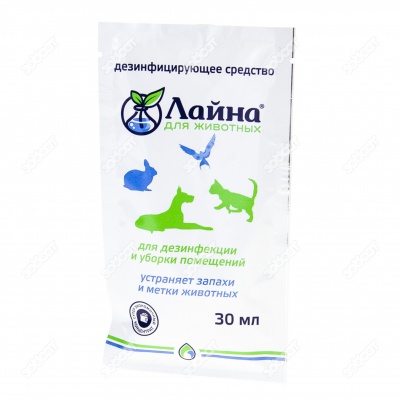 дезинфицирующее средство
Лайна®
для животных
для дезинфекции
и уборки помещений
устраняет запахи
и метки животных
30 мл